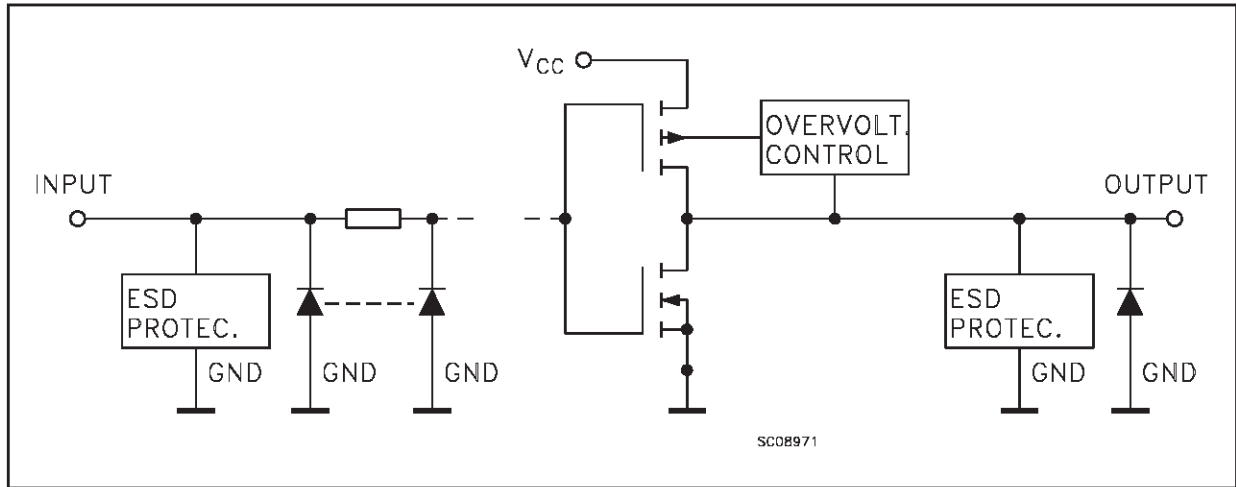 VCC
OVERVOLT.
CONTROL
INPUT
OUTPUT
ESD
PROTEC.
GND
GND
GND
ESD
PROTEC.
GND
GND
SC08971